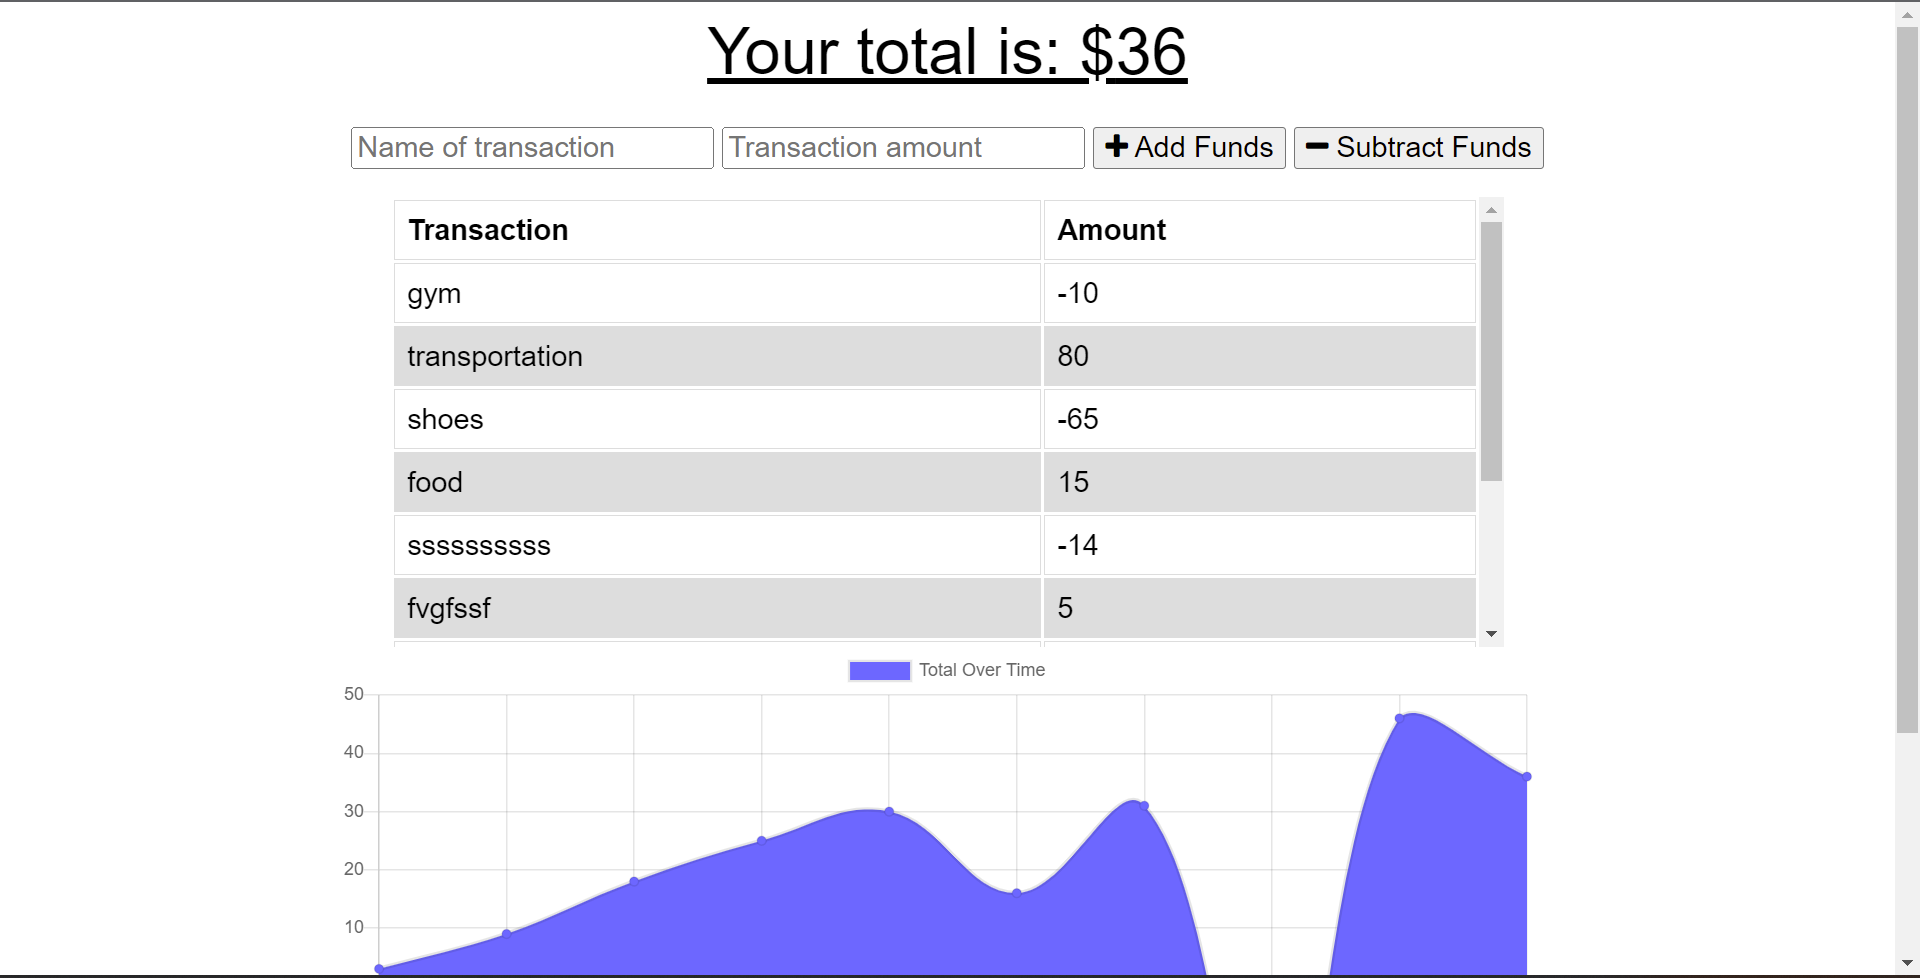 Your total is: $36
Name of transaction Transaction amount Add Funds Subtract Funds
Transaction Amount
gym -10
transportation 80
shoes -65
food 15
ssssssssss -14
fvgfssf 5
Total Over Time
50
40
30
20
10